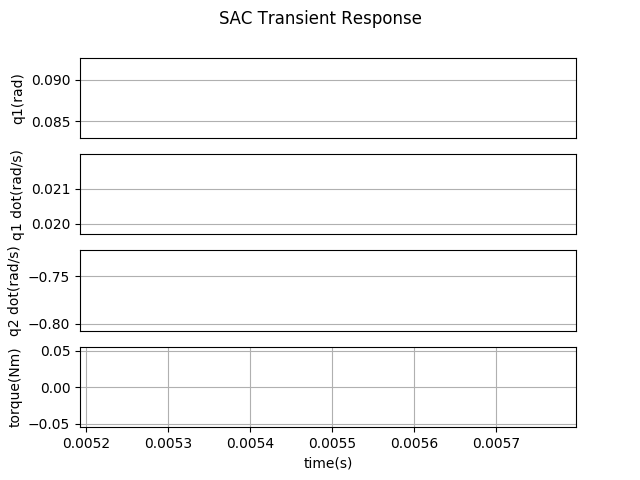 SAC Transient Response
q1(rad)
0.090
0.085
q1 dot(rad/s)
0.021
0.020
q2 dot(rad/s)
−0.75
−0.80
torque(Nm)
0.05
0.00
−0.05
0.0052 0.0053 0.0054 0.0055 0.0056 0.0057
time(s)